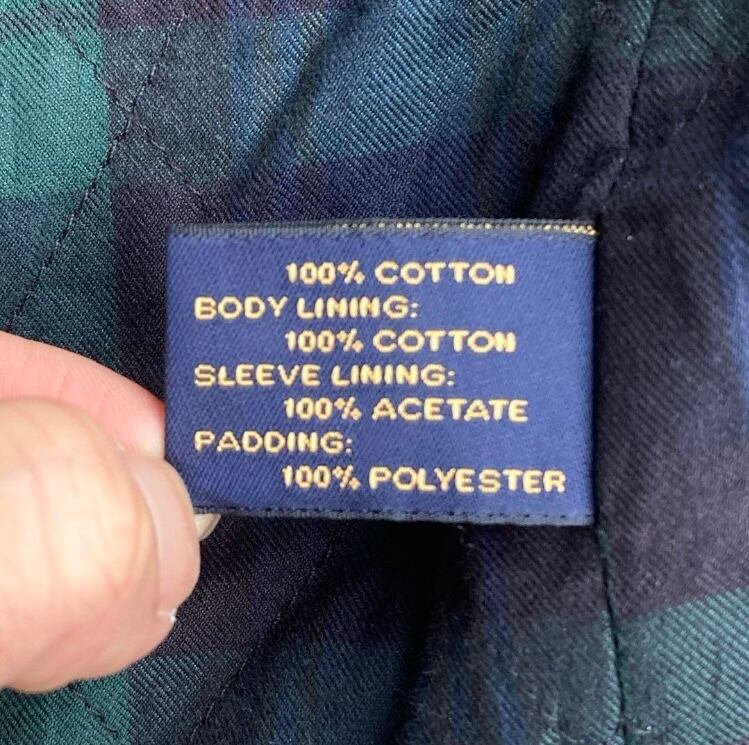 100% COTTON
BODY LINING:
100% COTTON
SLEEVE LINING:
100% ACETATE
PADDING:
100% POLYESTER